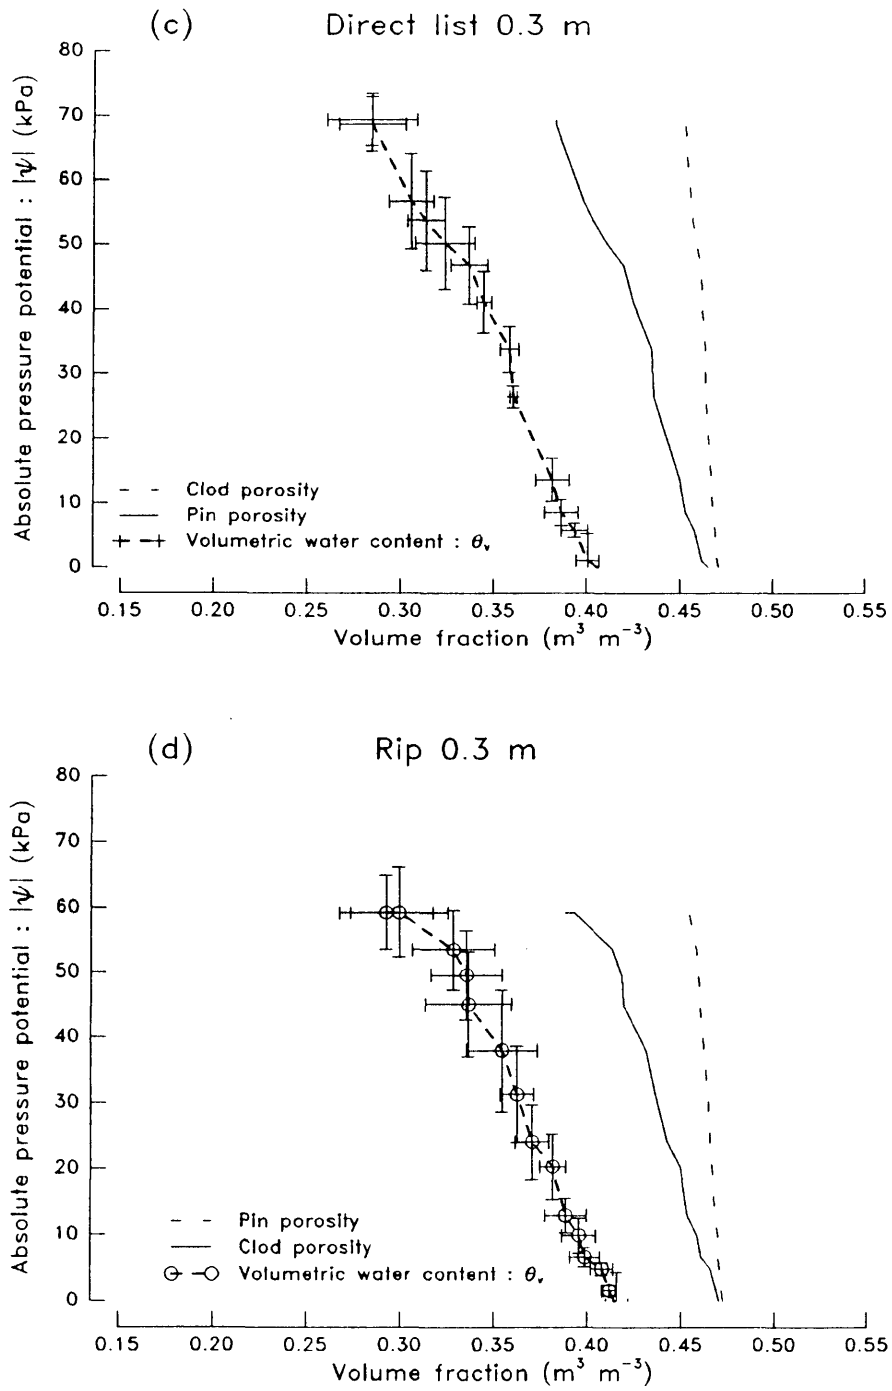 (c) Direct list 0.3 m
Absolute pressure potential : |ψ| (kPa)
80
70
60
50
40
30
20
10
0
Clod porosity
Pin porosity
Volumetric water content : θᵥ
0.15 0.20 0.25 0.30 0.35 0.40 0.45 0.50 0.55
Volume fraction (m³ m⁻³)
(d) Rip 0.3 m
Absolute pressure potential : |ψ| (kPa)
80
70
60
50
40
30
20
10
0
Pin porosity
Clod porosity
Volumetric water content : θᵥ
0.15 0.20 0.25 0.30 0.35 0.40 0.45 0.50 0.55
Volume fraction (m³ m⁻³)